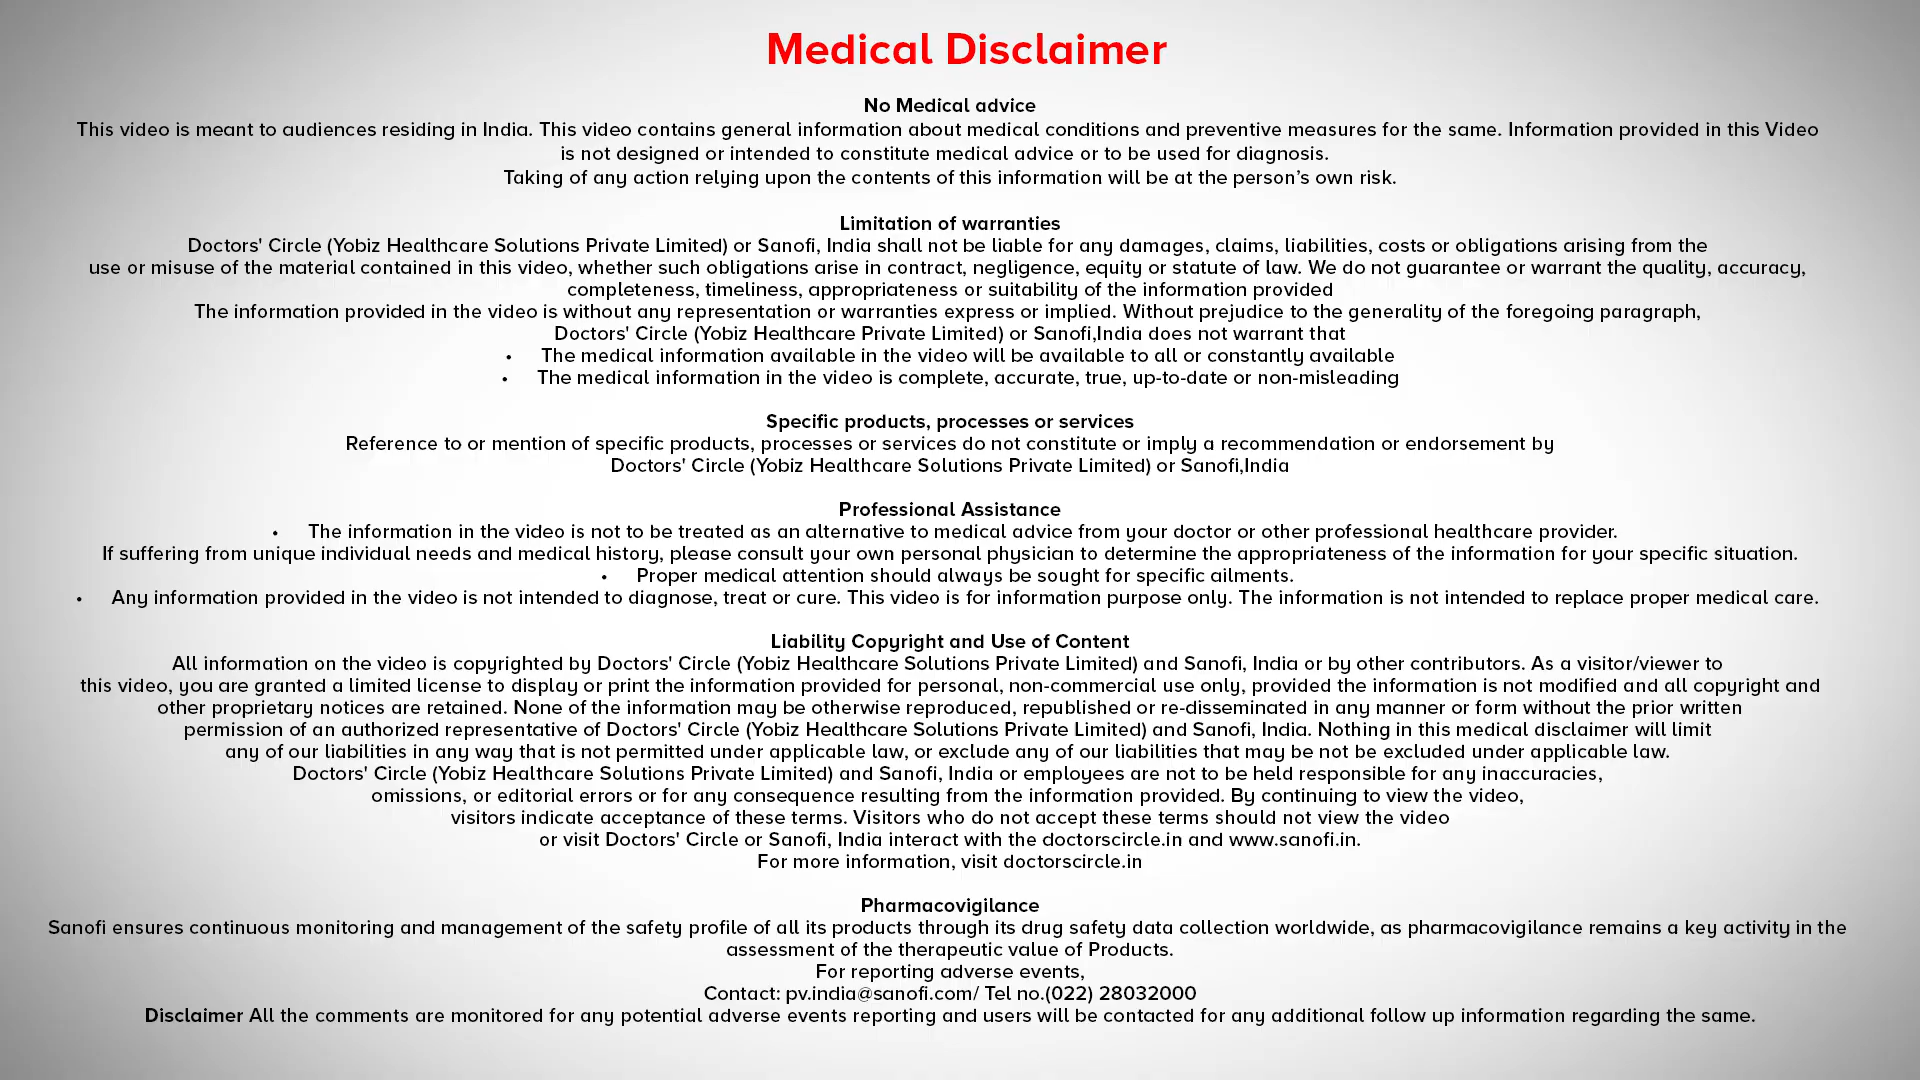 Medical Disclaimer
No Medical advice
This video is meant to audiences residing in India. This video contains general information about medical conditions and preventive measures for the same. Information provided in this Video
is not designed or intended to constitute medical advice or to be used for diagnosis.
Taking of any action relying upon the contents of this information will be at the person’s own risk.
Limitation of warranties
Doctors' Circle (Yobiz Healthcare Solutions Private Limited) or Sanofi, India shall not be liable for any damages, claims, liabilities, costs or obligations arising from the
use or misuse of the material contained in this video, whether such obligations arise in contract, negligence, equity or statute of law. We do not guarantee or warrant the quality, accuracy,
completeness, timeliness, appropriateness or suitability of the information provided
The information provided in the video is without any representation or warranties express or implied. Without prejudice to the generality of the foregoing paragraph,
Doctors' Circle (Yobiz Healthcare Private Limited) or Sanofi,India does not warrant that
• The medical information available in the video will be available to all or constantly available
• The medical information in the video is complete, accurate, true, up-to-date or non-misleading
Specific products, processes or services
Reference to or mention of specific products, processes or services do not constitute or imply a recommendation or endorsement by
Doctors' Circle (Yobiz Healthcare Solutions Private Limited) or Sanofi,India
Professional Assistance
• The information in the video is not to be treated as an alternative to medical advice from your doctor or other professional healthcare provider.
If suffering from unique individual needs and medical history, please consult your own personal physician to determine the appropriateness of the information for your specific situation.
• Proper medical attention should always be sought for specific ailments.
• Any information provided in the video is not intended to diagnose, treat or cure. This video is for information purpose only. The information is not intended to replace proper medical care.
Liability Copyright and Use of Content
All information on the video is copyrighted by Doctors' Circle (Yobiz Healthcare Solutions Private Limited) and Sanofi, India or by other contributors. As a visitor/viewer to
this video, you are granted a limited license to display or print the information provided for personal, non-commercial use only, provided the information is not modified and all copyright and
other proprietary notices are retained. None of the information may be otherwise reproduced, republished or re-disseminated in any manner or form without the prior written
permission of an authorized representative of Doctors' Circle (Yobiz Healthcare Solutions Private Limited) and Sanofi, India. Nothing in this medical disclaimer will limit
any of our liabilities in any way that is not permitted under applicable law, or exclude any of our liabilities that may be not be excluded under applicable law.
Doctors' Circle (Yobiz Healthcare Solutions Private Limited) and Sanofi, India or employees are not to be held responsible for any inaccuracies,
omissions, or editorial errors or for any consequence resulting from the information provided. By continuing to view the video,
visitors indicate acceptance of these terms. Visitors who do not accept these terms should not view the video
or visit Doctors' Circle or Sanofi, India interact with the doctorscircle.in and www.sanofi.in.
For more information, visit doctorscircle.in
Pharmacovigilance
Sanofi ensures continuous monitoring and management of the safety profile of all its products through its drug safety data collection worldwide, as pharmacovigilance remains a key activity in the
assessment of the therapeutic value of Products.
For reporting adverse events,
Contact: pv.india@sanofi.com/ Tel no.(022) 28032000
Disclaimer All the comments are monitored for any potential adverse events reporting and users will be contacted for any additional follow up information regarding the same.